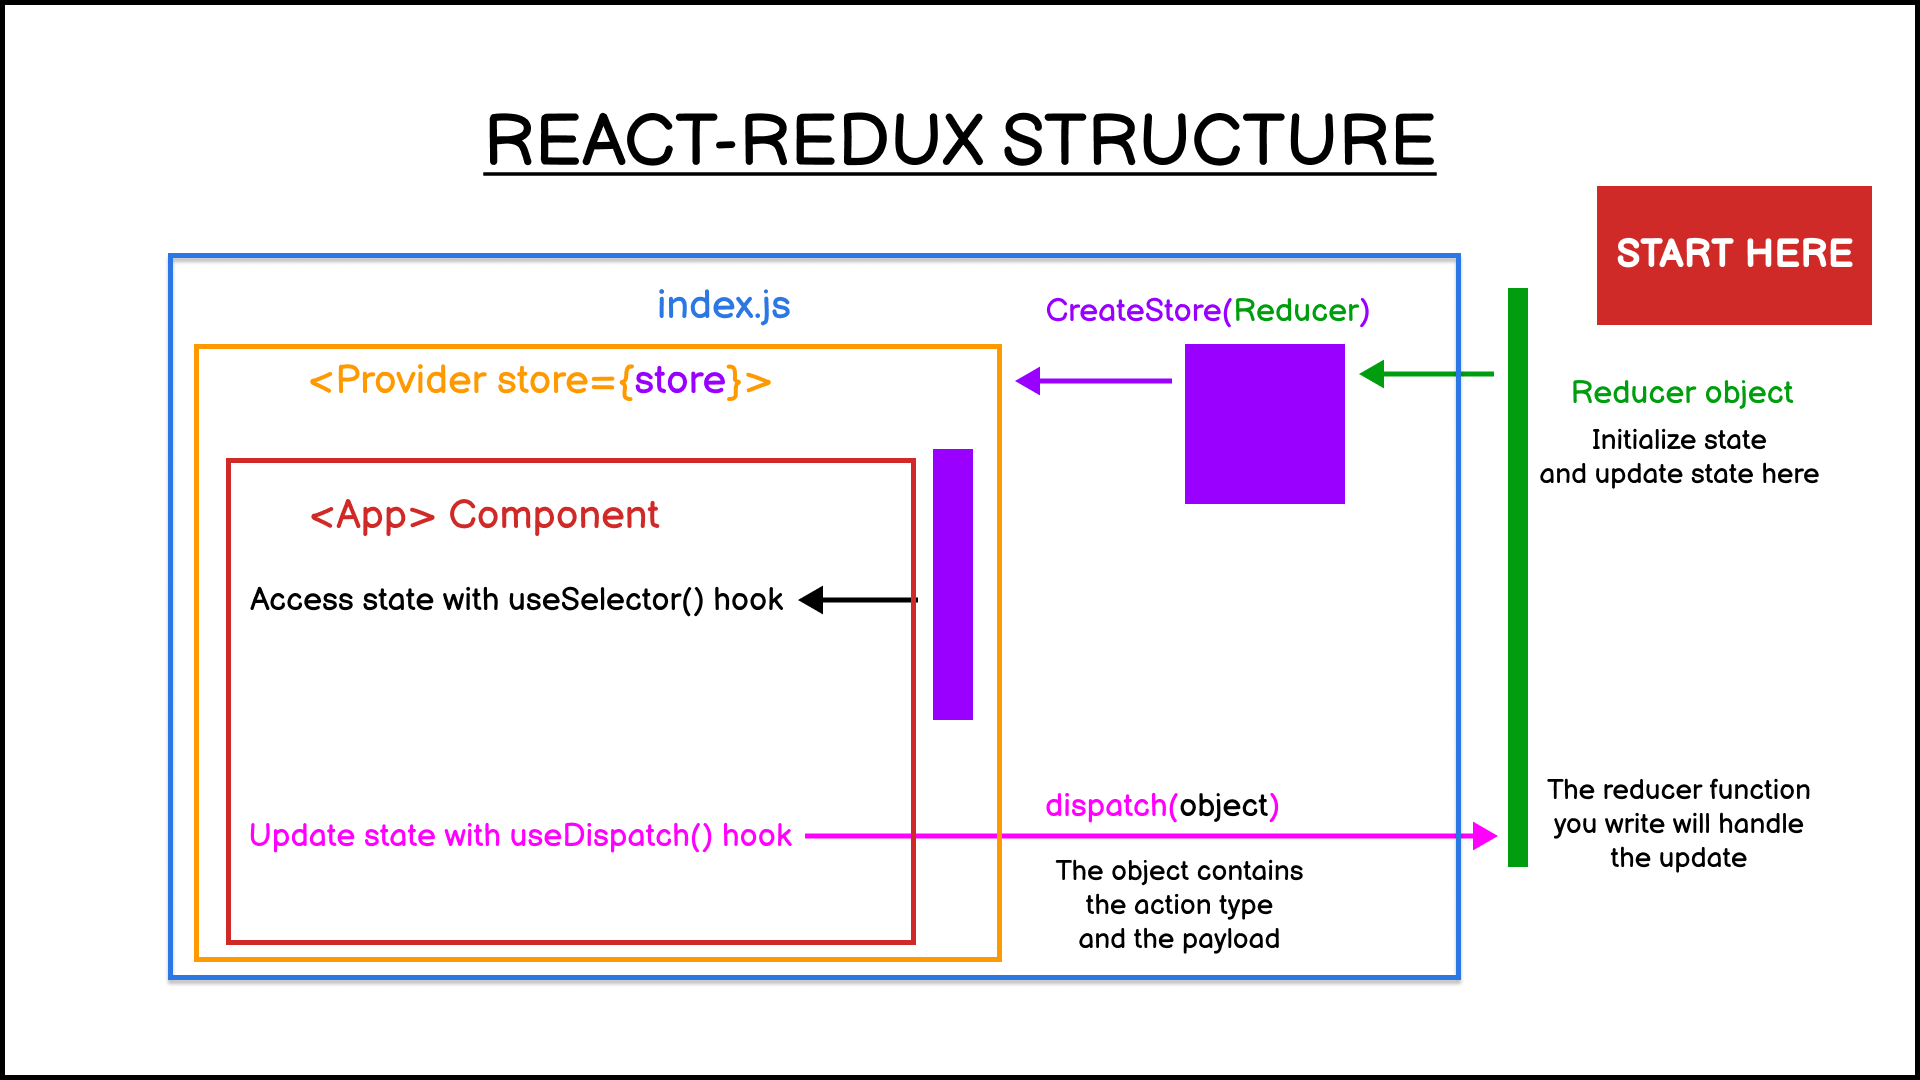 REACT-REDUX STRUCTURE
START HERE
index.js
CreateStore(Reducer)
<Provider store={store}>
Reducer object
Initialize state
and update state here
<App> Component
Access state with useSelector() hook
dispatch(object)
Update state with useDispatch() hook
The object contains
the action type
and the payload
The reducer function
you write will handle
the update